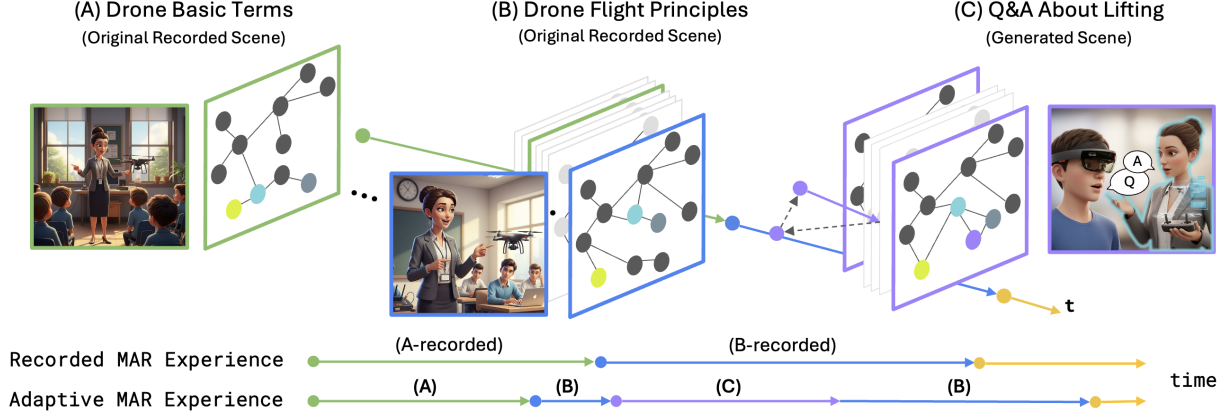 (A) Drone Basic Terms
(Original Recorded Scene)
(B) Drone Flight Principles
(Original Recorded Scene)
(C) Q&A About Lifting
(Generated Scene)
A
Q
t
Recorded MAR Experience
(A-recorded)
(B-recorded)
Adaptive MAR Experience
(A)
(B)
(C)
(B)
time